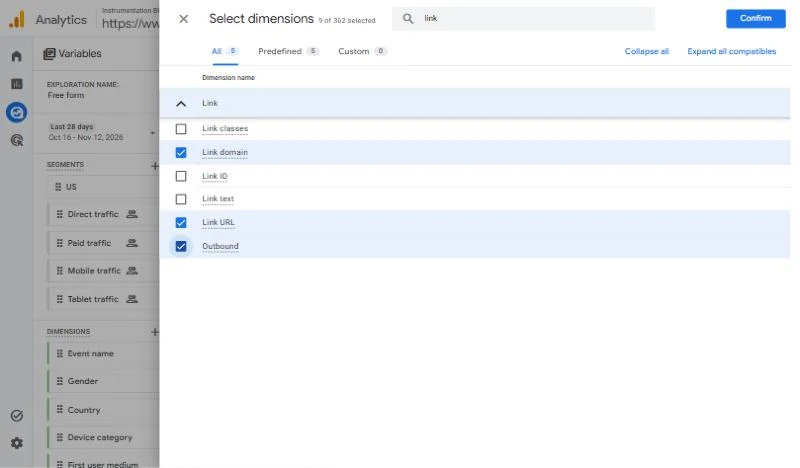 Analytics
Instrumentation Bl
https://ww
Select dimensions 9 of 362 selected
link
Confirm
Variables
All 5 Predefined 5 Custom 0
Collapse all Expand all compatibles
EXPLORATION NAME:
Free form
Dimension name
Link
Last 28 days
Oct 16 - Nov 12, 2026
Link classes
Link domain
Link ID
Link text
Link URL
Outbound
SEGMENTS
US
Direct traffic
Paid traffic
Mobile traffic
Tablet traffic
DIMENSIONS
Event name
Gender
Country
Device category
First user medium